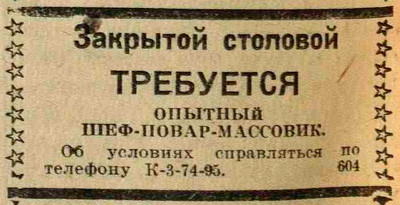 Закрытой столовой
ТРЕБУЕТСЯ
ОПЫТНЫЙ
ШЕФ-ПОВАР-МАССОВИК.
Об условиях справляться по
телефону К-3-74-95. 604